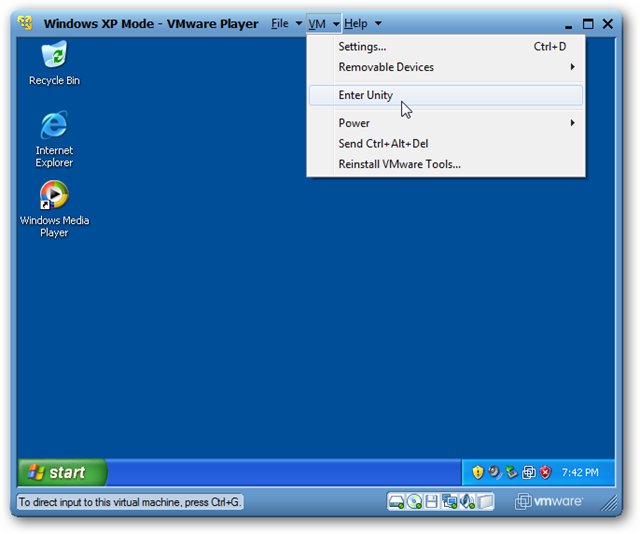 Windows XP Mode - VMware Player File VM Help
Settings... Ctrl+D
Removable Devices
Enter Unity
Power
Send Ctrl+Alt+Del
Reinstall VMware Tools...
Recycle Bin
Internet
Explorer
Windows Media
Player
start
7:42 PM
To direct input to this virtual machine, press Ctrl+G.
vmware